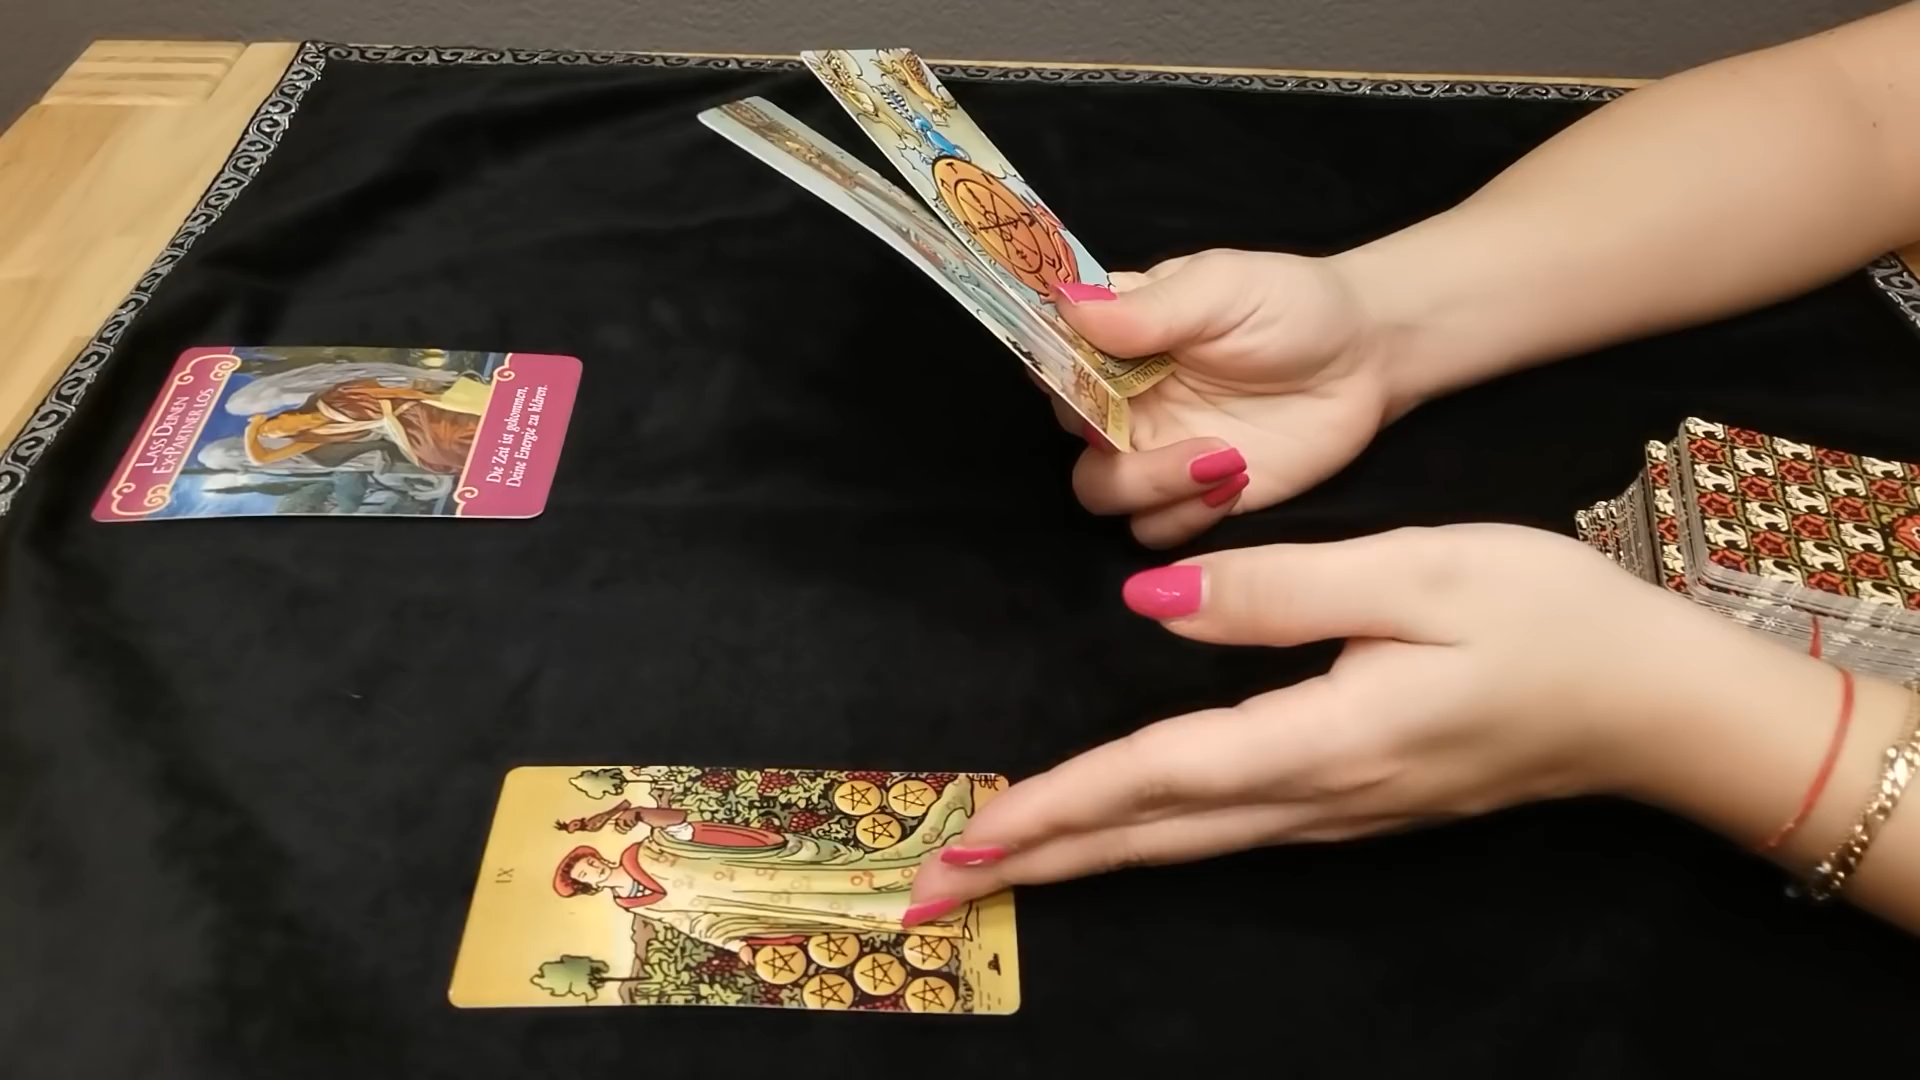 LASS DEINEN
EX-PARTNER LOS
Die Zeit ist gekommen,
Deine Energie zu klären.
IX